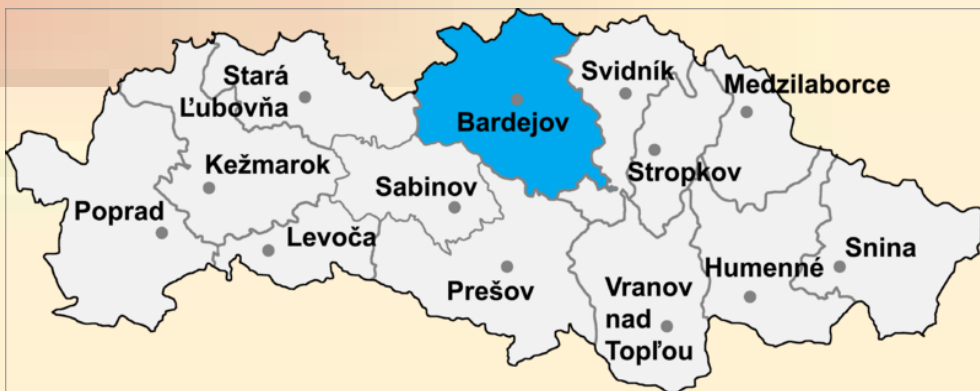 Stará
Ľubovňa
Svidník
Medzilaborce
Bardejov
Kežmarok
Sabinov
Stropkov
Poprad
Levoča
Prešov
Vranov
nad
Topľou
Humenné
Snina